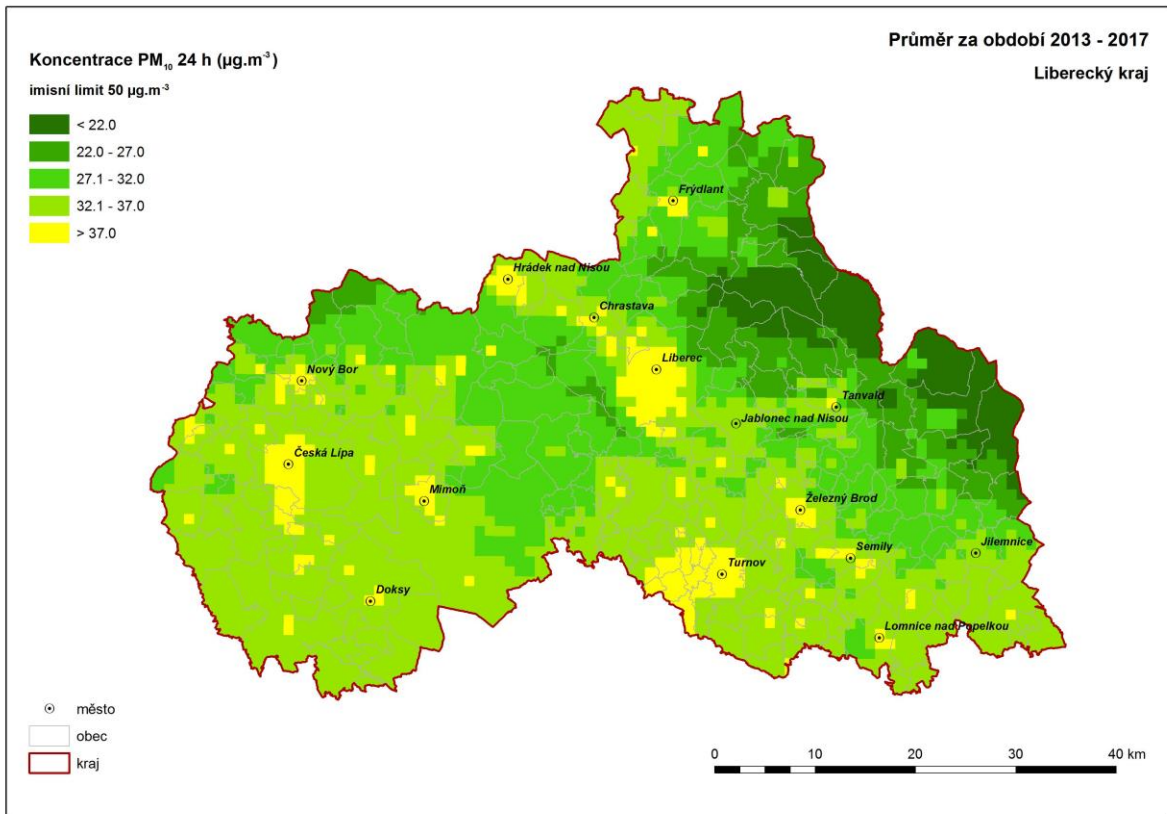 Průměr za období 2013 - 2017
Liberecký kraj
Koncentrace PM₁₀ 24 h (µg.m⁻³)
imisní limit 50 µg.m⁻³
< 22.0
22.0 - 27.0
27.1 - 32.0
32.1 - 37.0
> 37.0
Frýdlant
Hrádek nad Nisou
Chrastava
Liberec
Nový Bor
Tanvald
Jablonec nad Nisou
Česká Lípa
Mimoň
Železný Brod
Semily
Jilemnice
Turnov
Doksy
Lomnice nad Popelkou
město
obec
kraj
0 10 20 30 40 km